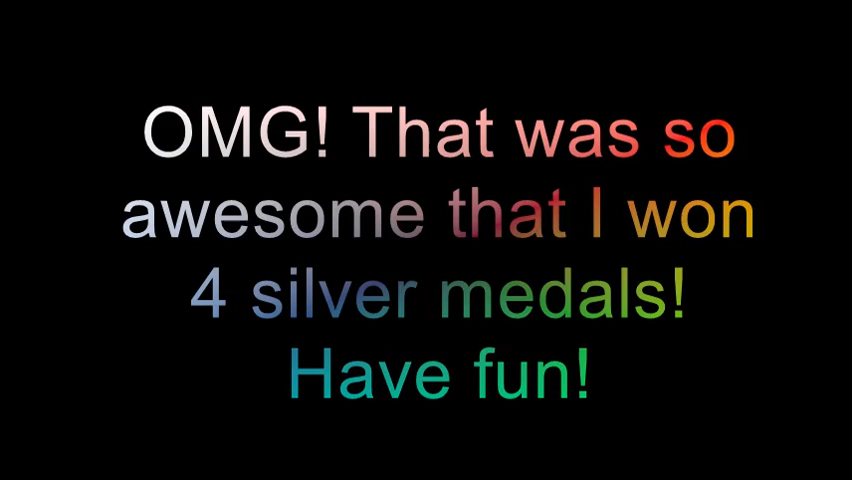 OMG! That was so
awesome that I won
4 silver medals!
Have fun!